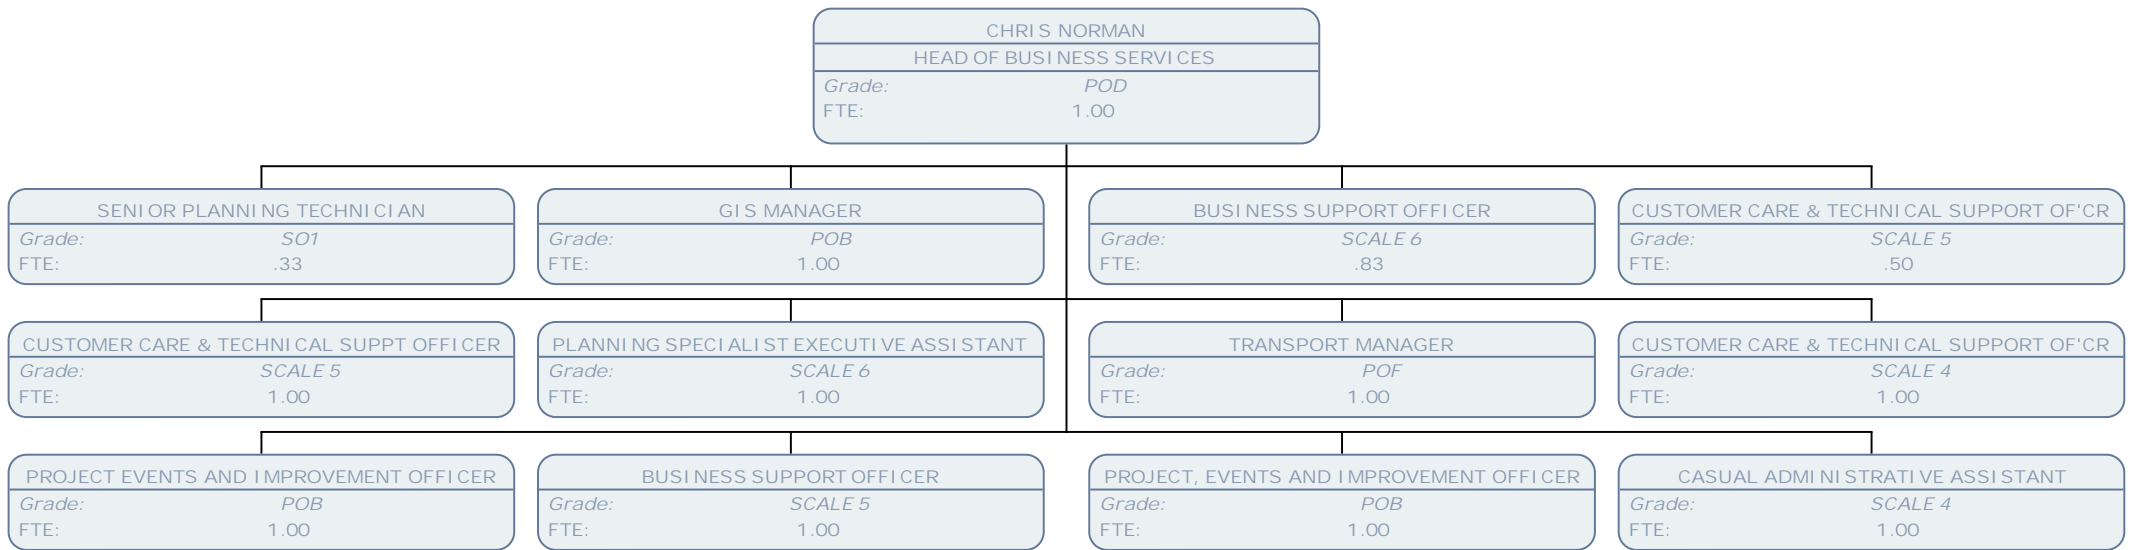 CHRIS NORMAN
HEAD OF BUSINESS SERVICES
Grade: POD
FTE: 1.00
SENIOR PLANNING TECHNICIAN
Grade: SO1
FTE: .33
GIS MANAGER
Grade: POB
FTE: 1.00
BUSINESS SUPPORT OFFICER
Grade: SCALE 6
FTE: .83
CUSTOMER CARE & TECHNICAL SUPPORT OF'CR
Grade: SCALE 5
FTE: .50
CUSTOMER CARE & TECHNICAL SUPPT OFFICER
Grade: SCALE 5
FTE: 1.00
PLANNING SPECIALIST EXECUTIVE ASSISTANT
Grade: SCALE 6
FTE: 1.00
TRANSPORT MANAGER
Grade: POF
FTE: 1.00
CUSTOMER CARE & TECHNICAL SUPPORT OF'CR
Grade: SCALE 4
FTE: 1.00
PROJECT EVENTS AND IMPROVEMENT OFFICER
Grade: POB
FTE: 1.00
BUSINESS SUPPORT OFFICER
Grade: SCALE 5
FTE: 1.00
PROJECT, EVENTS AND IMPROVEMENT OFFICER
Grade: POB
FTE: 1.00
CASUAL ADMINISTRATIVE ASSISTANT
Grade: SCALE 4
FTE: 1.00